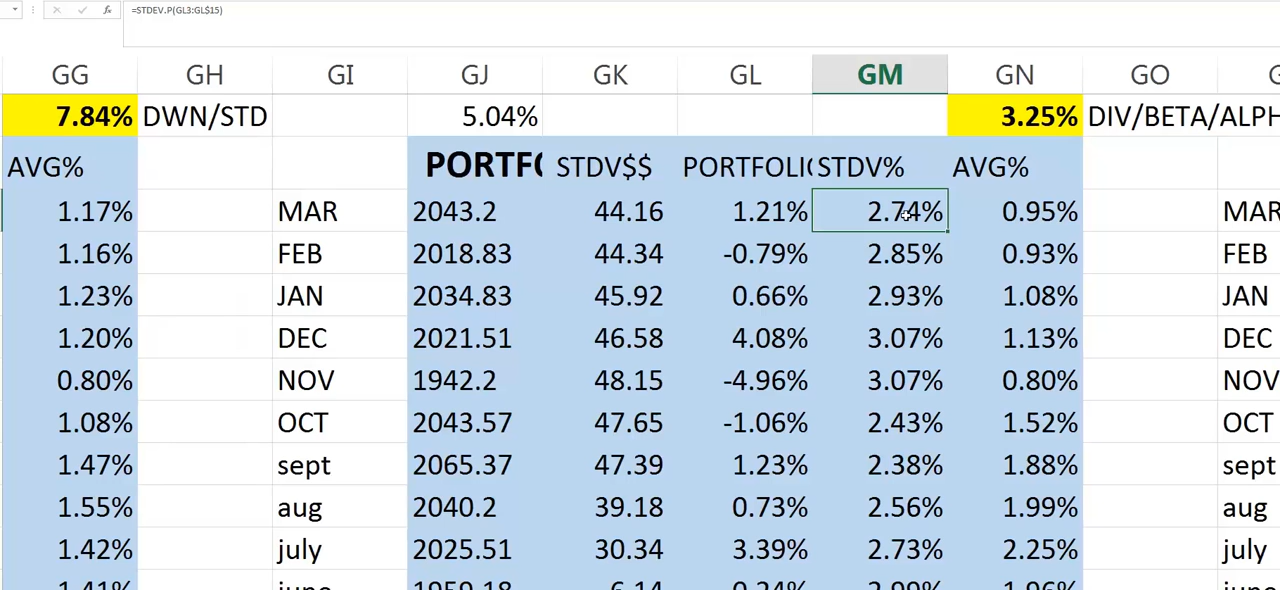 =STDEV.P(GL3:GL$15)
GG GH GI GJ GK GL GM GN GO
7.84% DWN/STD 5.04% 3.25% DIV/BETA/ALPH
AVG% PORTFO STDV$$ PORTFOLIO STDV% AVG%
1.17% MAR 2043.2 44.16 1.21% 2.74% 0.95% MAR
1.16% FEB 2018.83 44.34 -0.79% 2.85% 0.93% FEB
1.23% JAN 2034.83 45.92 0.66% 2.93% 1.08% JAN
1.20% DEC 2021.51 46.58 4.08% 3.07% 1.13% DEC
0.80% NOV 1942.2 48.15 -4.96% 3.07% 0.80% NOV
1.08% OCT 2043.57 47.65 -1.06% 2.43% 1.52% OCT
1.47% sept 2065.37 47.39 1.23% 2.38% 1.88% sept
1.55% aug 2040.2 39.18 0.73% 2.56% 1.99% aug
1.42% july 2025.51 30.34 3.39% 2.73% 2.25% july